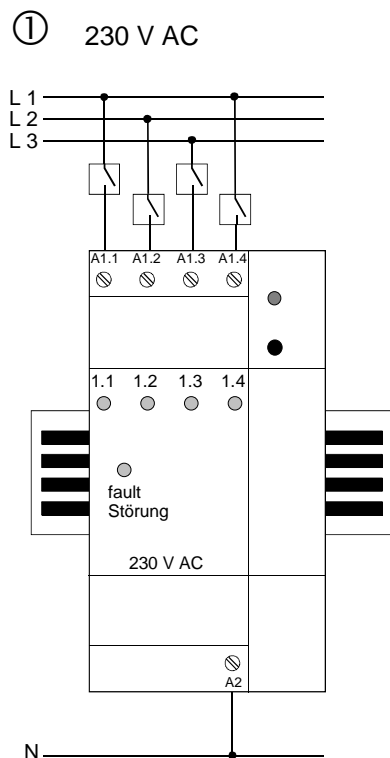 ① 230 V AC
L 1
L 2
L 3
A1.1 A1.2 A1.3 A1.4
1.1 1.2 1.3 1.4
fault
Störung
230 V AC
A2
N